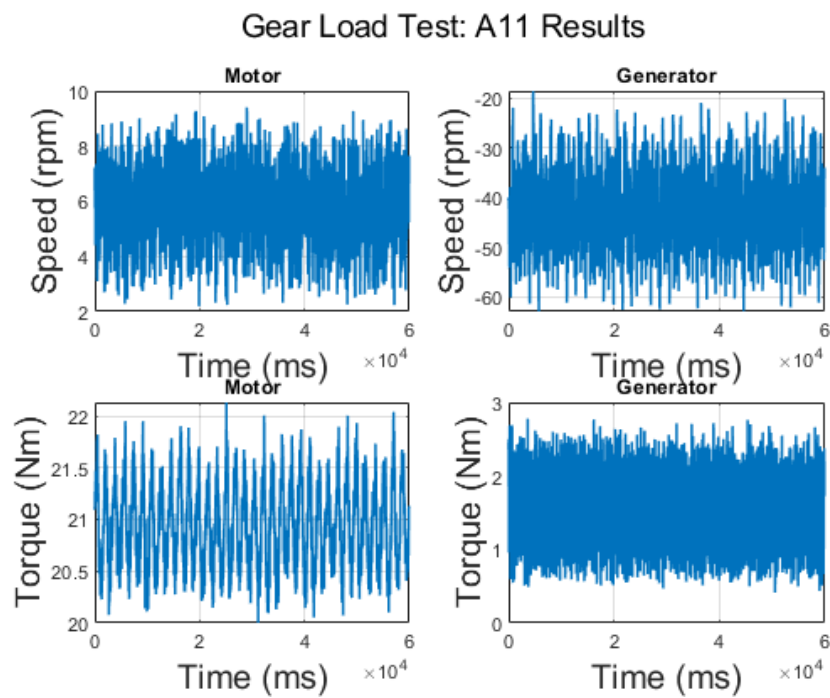 Gear Load Test: A11 Results
Motor
Speed (rpm)
10
8
6
4
2
0 2 4 6
Time (ms)
×10^4
Generator
Speed (rpm)
-20
-30
-40
-50
-60
0 2 4 6
Time (ms)
×10^4
Motor
Torque (Nm)
22
21.5
21
20.5
20
0 2 4 6
Time (ms)
×10^4
Generator
Torque (Nm)
3
2
1
0
0 2 4 6
Time (ms)
×10^4